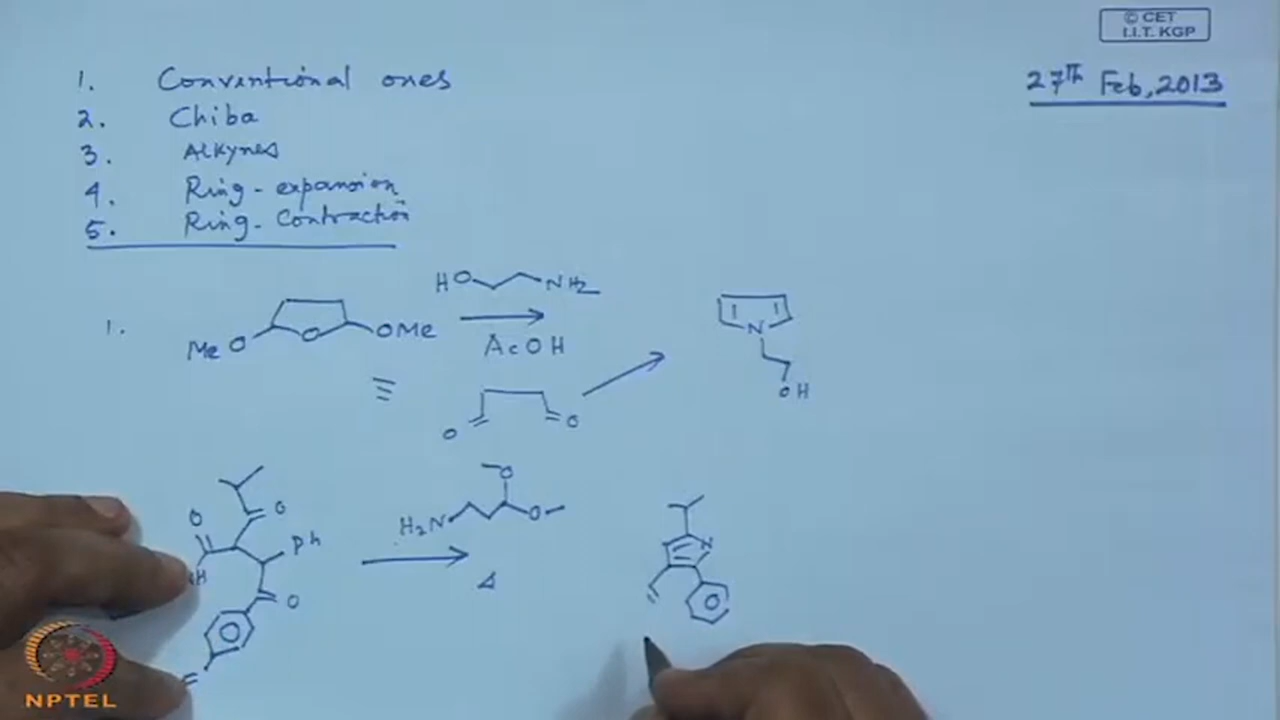 © CET
I.I.T. KGP
27TH Feb, 2013
1. Conventional ones
2. Chiba
3. Alkynes
4. Ring - expansion
5. Ring - Contraction
HO NH2
1.
MeO O OMe
AcOH
N
OH
≡
O O
O O Ph
H2N O O
NH
O
Δ
N
F
NPTEL